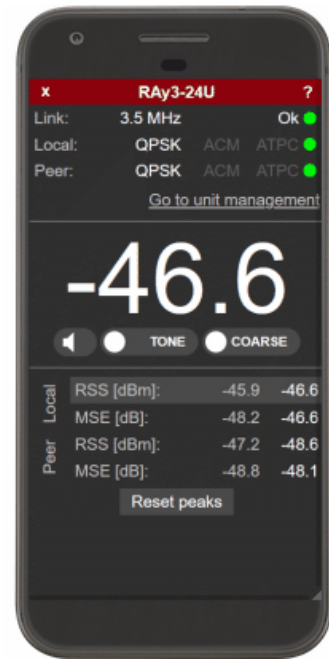 x RAy3-24U ?
Link: 3.5 MHz Ok
Local: QPSK ACM ATPC
Peer: QPSK ACM ATPC
Go to unit management
-46.6
TONE COARSE
Local
RSS [dBm]: -45.9 -46.6
MSE [dB]: -48.2 -46.6
Peer
RSS [dBm]: -47.2 -48.6
MSE [dB]: -48.8 -48.1
Reset peaks